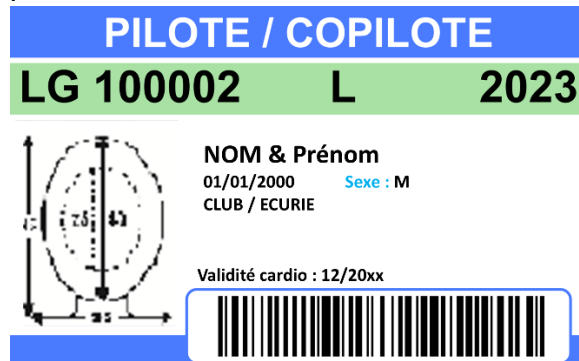 PILOTE / COPILOTE
LG 100002 L 2023
NOM & Prénom
01/01/2000 Sexe : M
CLUB / ECURIE
Validité cardio : 12/20xx